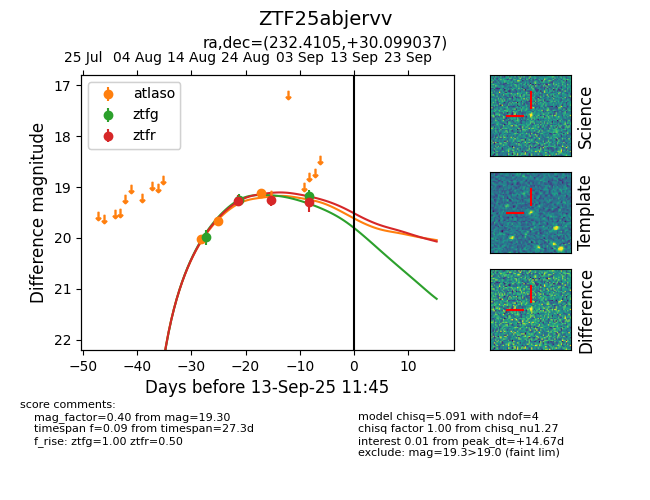 ZTF25abjervv
ra,dec=(232.4105,+30.099037)
25 Jul 04 Aug 14 Aug 24 Aug 03 Sep 13 Sep 23 Sep
17
18
19
20
21
22
Difference magnitude
atlaso
ztfg
ztfr
−50 −40 −30 −20 −10 0 10
Days before 13-Sep-25 11:45
Science
Template
Difference
score comments:
mag_factor=0.40 from mag=19.30
timespan f=0.09 from timespan=27.3d
f_rise: ztfg=1.00 ztfr=0.50
model chisq=5.091 with ndof=4
chisq factor 1.00 from chisq_nu1.27
interest 0.01 from peak_dt=+14.67d
exclude: mag=19.3>19.0 (faint lim)